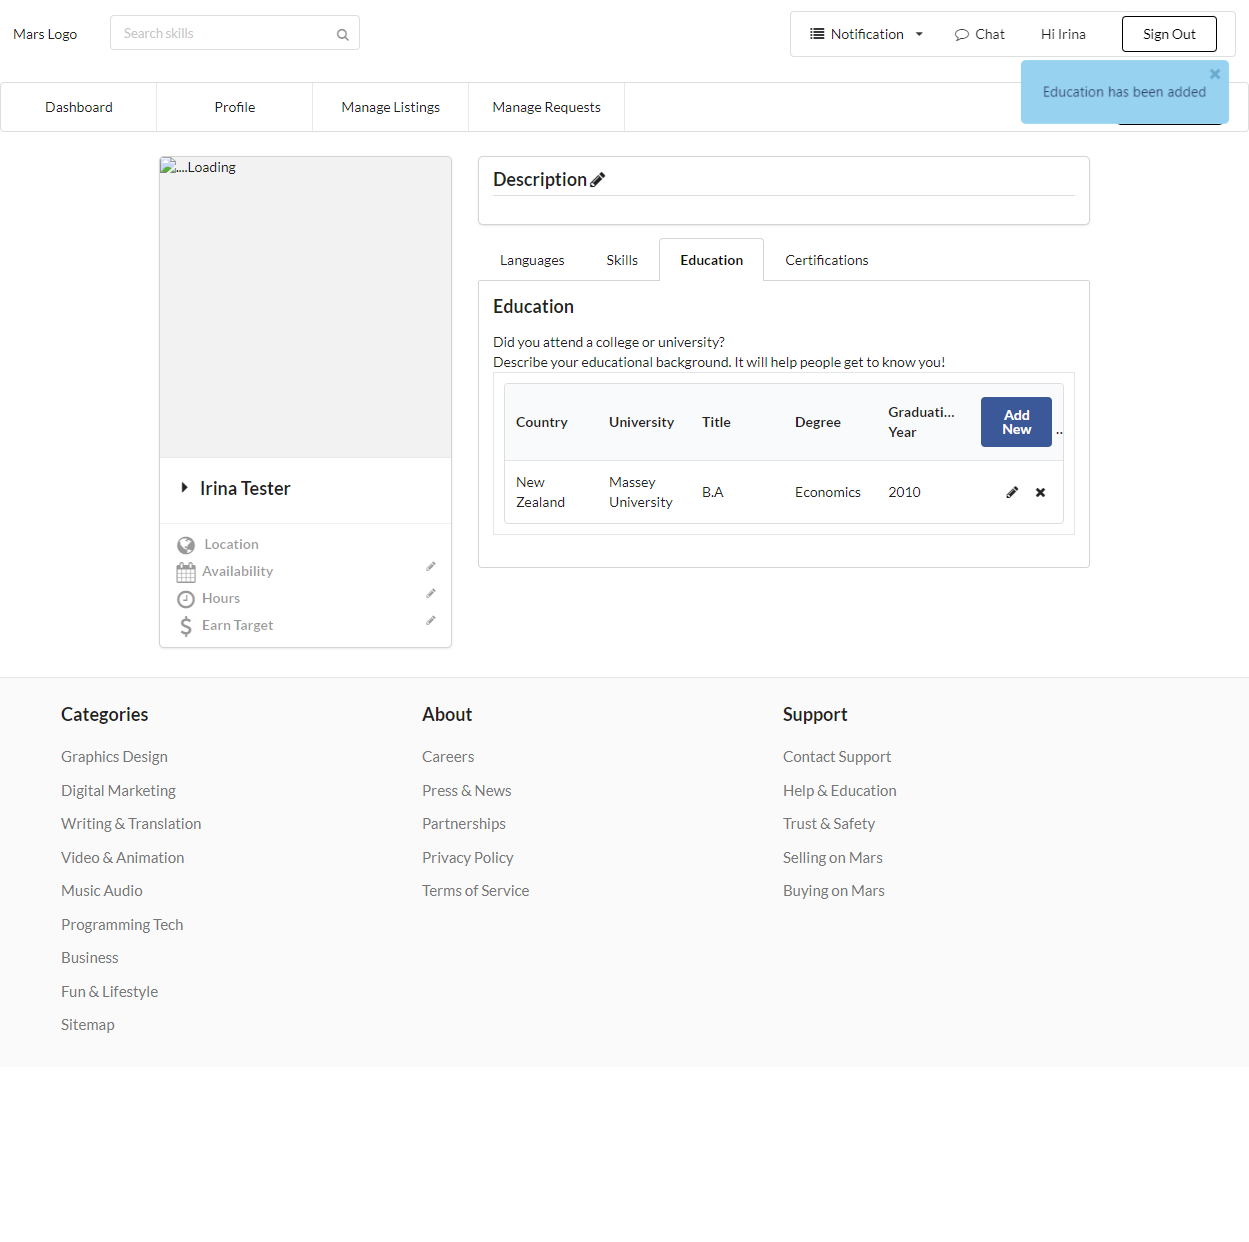 Mars Logo
Search skills
Notification
Chat
Hi Irina
Sign Out
Education has been added
Dashboard
Profile
Manage Listings
Manage Requests
...Loading
Description
Languages
Skills
Education
Certifications
Education
Did you attend a college or university?
Describe your educational background. It will help people get to know you!
Country
University
Title
Degree
Graduati...
Year
Add
New
..
New
Zealand
Massey
University
B.A
Economics
2010
Irina Tester
Location
Availability
Hours
Earn Target
Categories
Graphics Design
Digital Marketing
Writing & Translation
Video & Animation
Music Audio
Programming Tech
Business
Fun & Lifestyle
Sitemap
About
Careers
Press & News
Partnerships
Privacy Policy
Terms of Service
Support
Contact Support
Help & Education
Trust & Safety
Selling on Mars
Buying on Mars